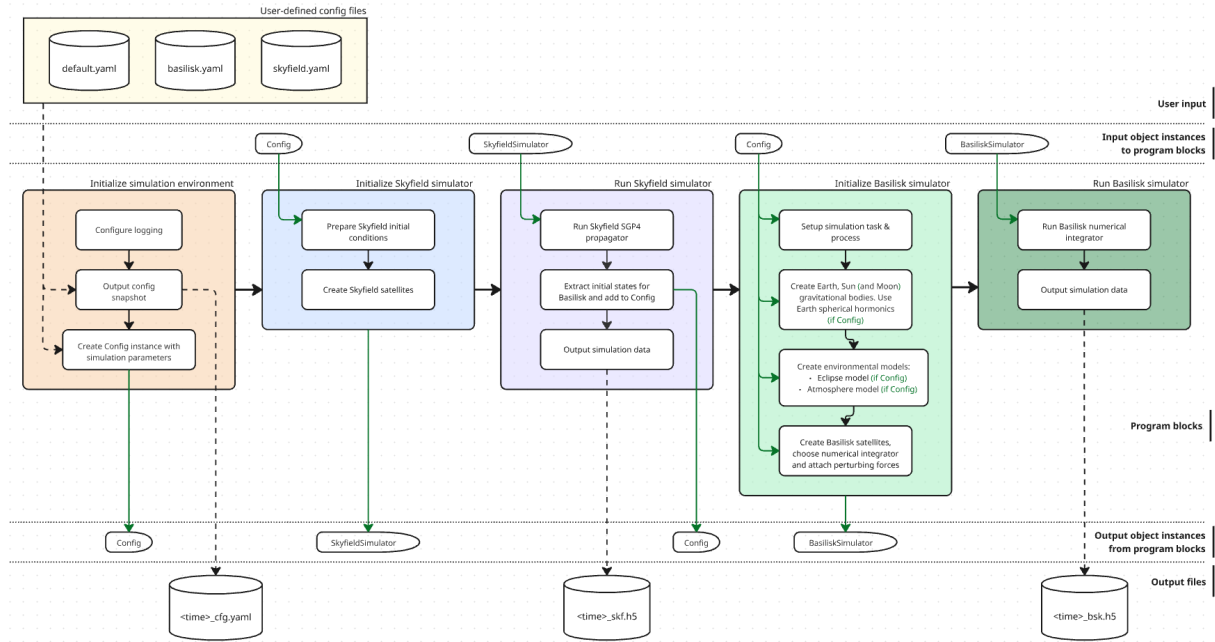 User-defined config files
default.yaml
basilisk.yaml
skyfield.yaml
User input
Config
SkyfieldSimulator
Config
BasiliskSimulator
Input object instances
to program blocks
Initialize simulation environment
Configure logging
Output config
snapshot
Create Config instance with
simulation parameters
Initialize Skyfield simulator
Prepare Skyfield initial
conditions
Create Skyfield satellites
Run Skyfield simulator
Run Skyfield SGP4
propagator
Extract initial states for
Basilisk and add to Config
Output simulation data
Initialize Basilisk simulator
Setup simulation task &
process
Create Earth, Sun (and Moon)
gravitational bodies. Use
Earth spherical hormonics
(if Config)
Create environmental models:
• Eclipse model (if Config)
• Atmosphere model (if Config)
Create Basilisk satellites,
choose numerical integrator
and attach perturbing forces
Run Basilisk simulator
Run Basilisk numerical
integrator
Output simulation data
Program blocks
Config
SkyfieldSimulator
Config
BasiliskSimulator
Output object instances
from program blocks
Output files
<time>_cfg.yaml
<time>_skf.h5
<time>_bsk.h5